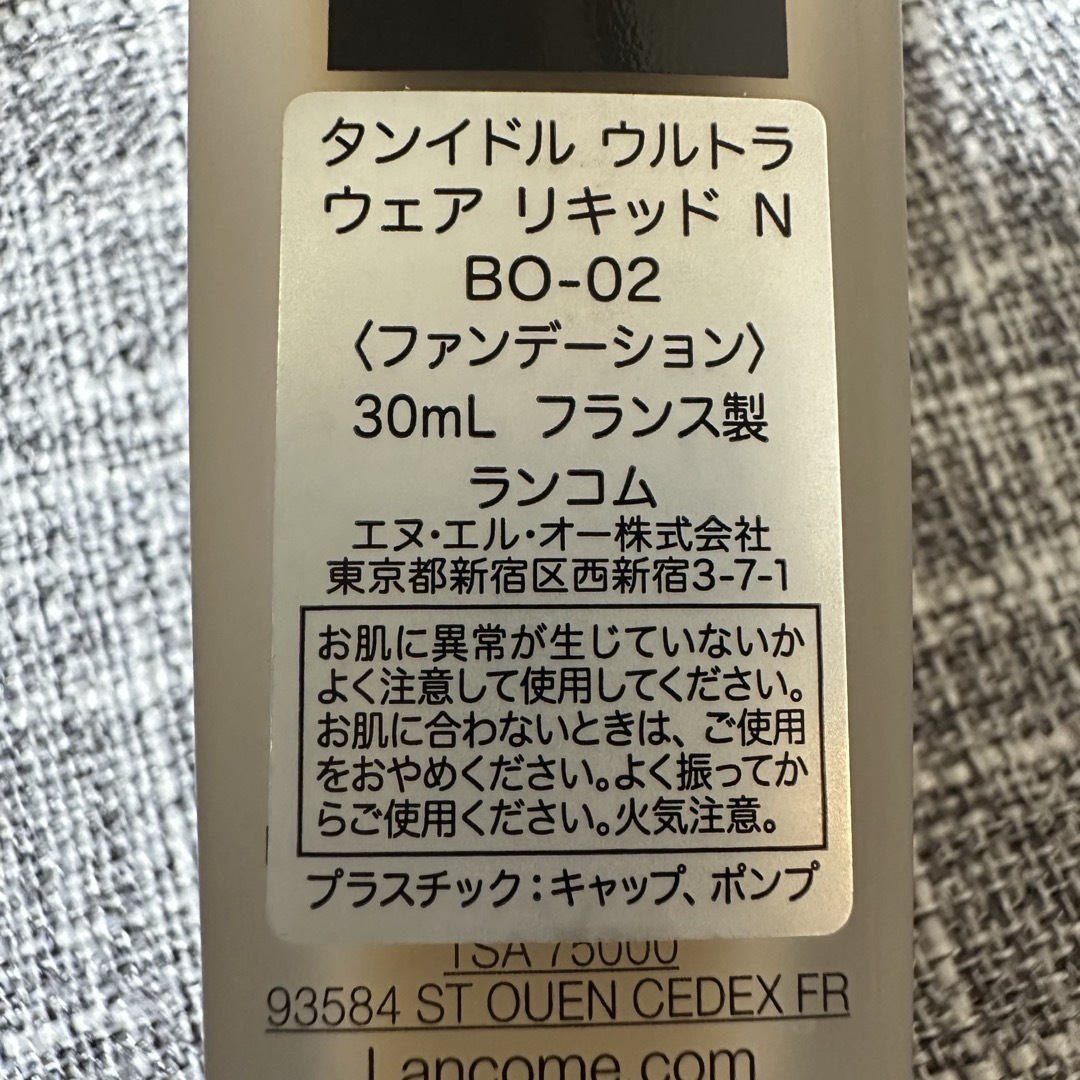 タンイドル ウルトラ
ウェア リキッド N
BO-02
〈ファンデーション〉
30mL フランス製
ランコム
エヌ・エル・オー株式会社
東京都新宿区西新宿3-7-1
お肌に異常が生じていないか
よく注意して使用してください。
お肌に合わないときは、ご使用
をおやめください。よく振ってか
らご使用ください。火気注意。
プラスチック：キャップ、ポンプ
TSA 75000
93584 ST OUEN CEDEX FR
Lancome.com